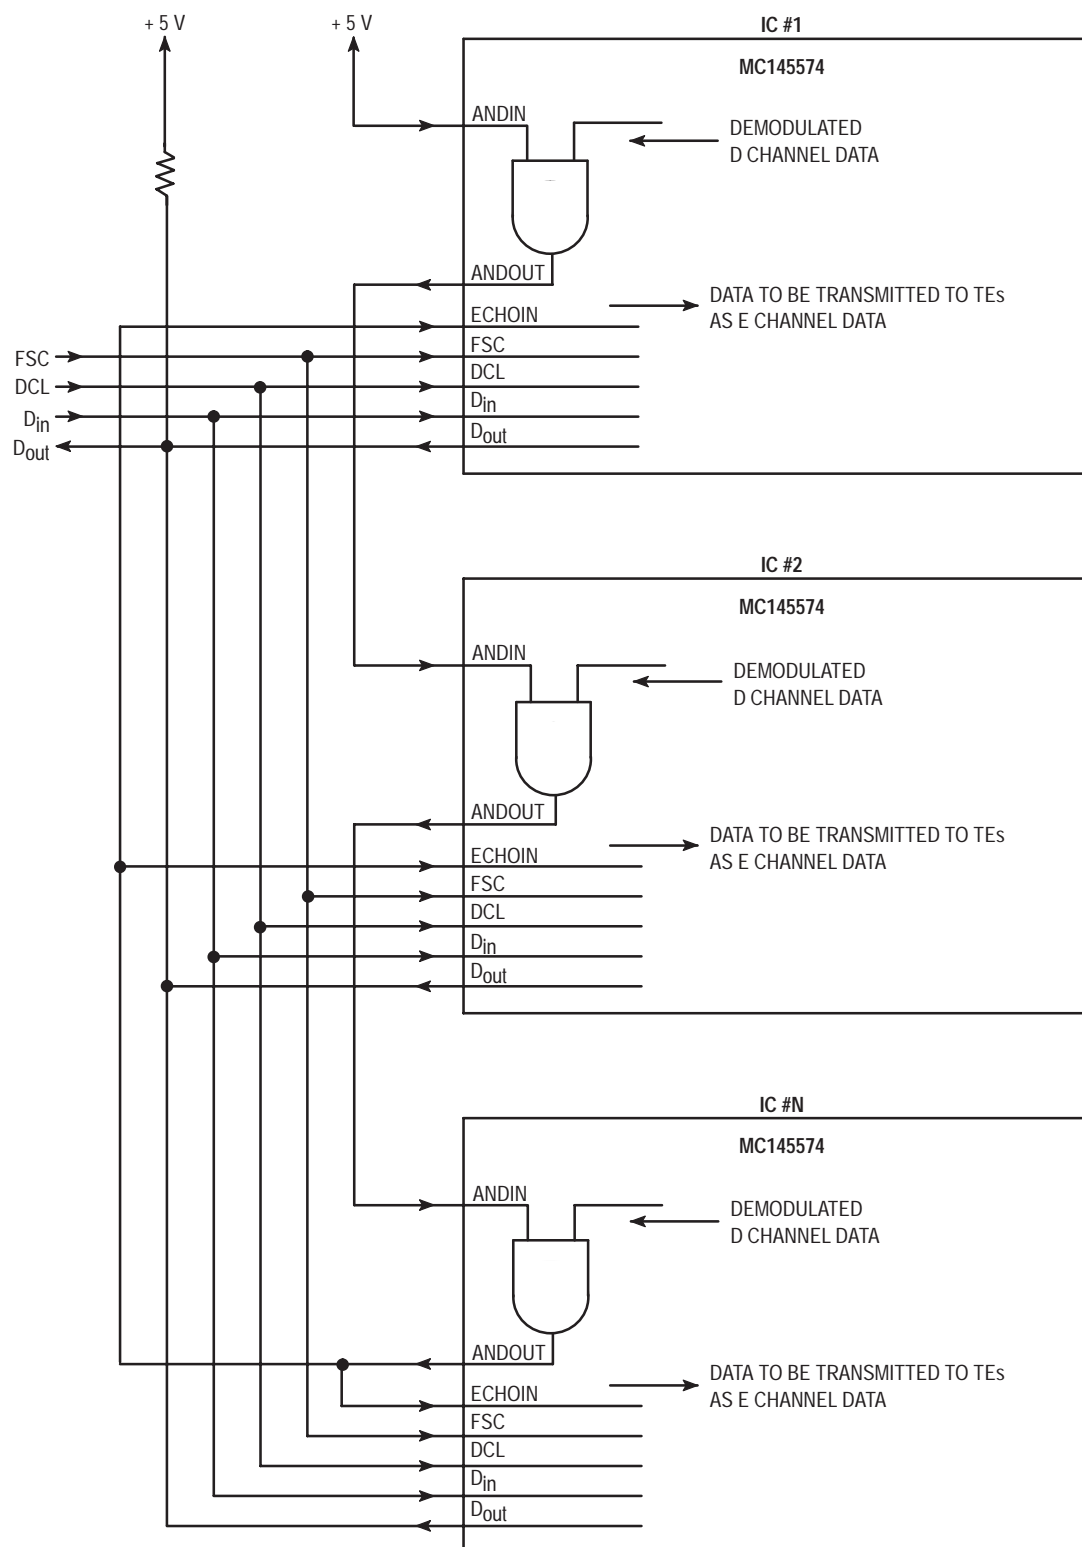 + 5 V
+ 5 V
IC #1
MC145574
ANDIN
DEMODULATED
D CHANNEL DATA
ANDOUT
DATA TO BE TRANSMITTED TO TEs
AS E CHANNEL DATA
ECHOIN
FSC
FSC
DCL
DCL
Din
Din
Dout
Dout
IC #2
MC145574
ANDIN
DEMODULATED
D CHANNEL DATA
ANDOUT
DATA TO BE TRANSMITTED TO TEs
AS E CHANNEL DATA
ECHOIN
FSC
DCL
Din
Dout
IC #N
MC145574
ANDIN
DEMODULATED
D CHANNEL DATA
ANDOUT
DATA TO BE TRANSMITTED TO TEs
AS E CHANNEL DATA
ECHOIN
FSC
DCL
Din
Dout